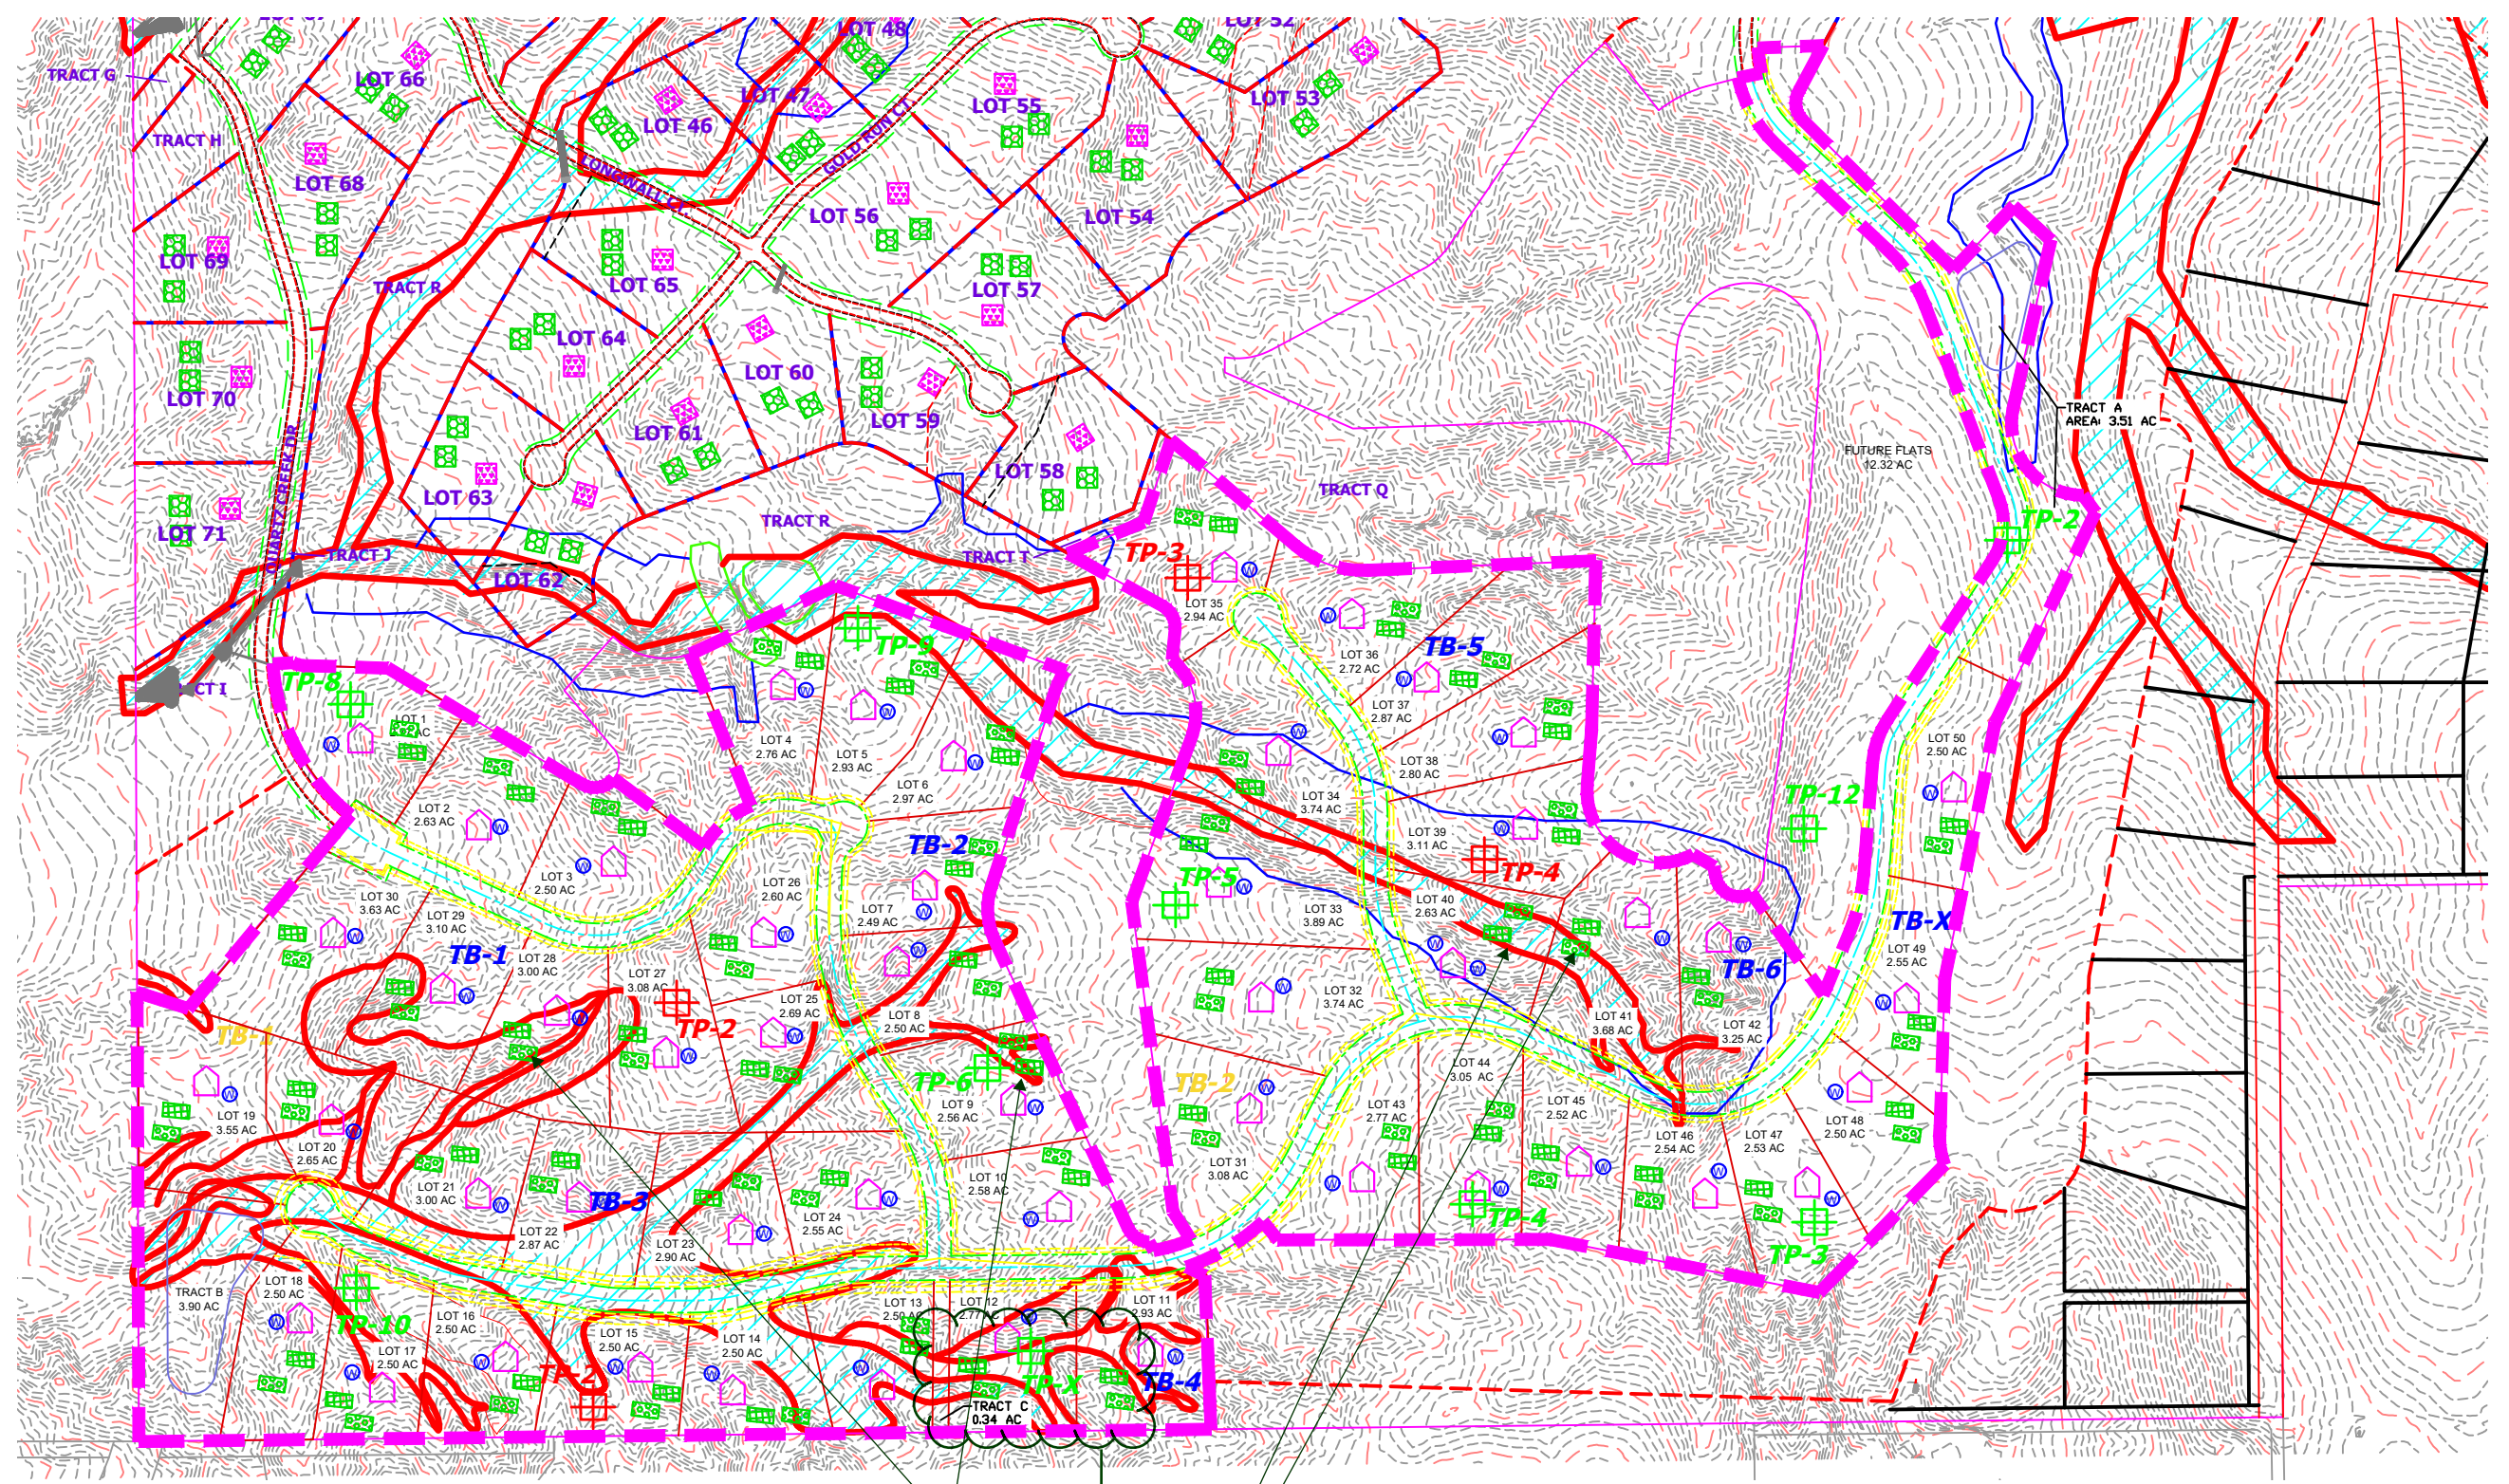 LOT 48
LOT 52
TRACT G
LOT 66
LOT 47
LOT 55
LOT 53
LOT 46
TRACT H
GOLD RUN CT.
LONGWALL CT.
LOT 68
LOT 56
LOT 54
LOT 69
TRACT R
LOT 65
LOT 57
LOT 64
LOT 60
LOT 70
LOT 59
LOT 61
TRACT A
AREA: 3.51 AC
FUTURE FLATS
12.32 AC
QUARTZ CREEK DR
LOT 63
LOT 58
TRACT Q
LOT 71
TRACT R
TP-2
TRACT J
TRACT T
TP-3
LOT 62
LOT 35
2.94 AC
TP-9
TB-5
LOT 36
2.72 AC
TP-8
LOT 1
LOT 37
2.87 AC
LOT 4
2.76 AC
LOT 5
2.93 AC
LOT 50
2.50 AC
LOT 38
2.80 AC
LOT 6
2.97 AC
LOT 34
3.74 AC
TP-12
LOT 2
2.63 AC
LOT 39
3.11 AC
TB-2
TP-4
TP-5
LOT 3
2.50 AC
LOT 26
2.60 AC
LOT 30
3.63 AC
LOT 29
3.10 AC
LOT 7
2.49 AC
LOT 33
3.89 AC
LOT 40
2.63 AC
TB-X
TB-1
LOT 28
3.00 AC
LOT 49
2.55 AC
TB-6
LOT 27
3.08 AC
LOT 32
3.74 AC
LOT 25
2.69 AC
LOT 8
2.50 AC
TB-1
TP-2
LOT 41
3.68 AC
LOT 42
3.25 AC
LOT 44
3.05 AC
TP-6
TB-2
LOT 9
2.56 AC
LOT 43
2.77 AC
LOT 45
2.52 AC
LOT 19
3.55 AC
LOT 48
2.50 AC
LOT 20
2.65 AC
LOT 46
2.54 AC
LOT 47
2.53 AC
LOT 31
3.08 AC
LOT 21
3.00 AC
LOT 10
2.58 AC
TB-3
TP-4
LOT 24
2.55 AC
LOT 22
2.87 AC
LOT 23
2.90 AC
TP-3
TRACT B
3.90 AC
LOT 18
2.50 AC
LOT 16
2.50 AC
TP-10
LOT 13
LOT 12
LOT 11
2.93 AC
LOT 15
2.50 AC
LOT 14
2.50 AC
LOT 17
2.50 AC
TP-2
TP-X
TB-4
TRACT C
0.34 AC